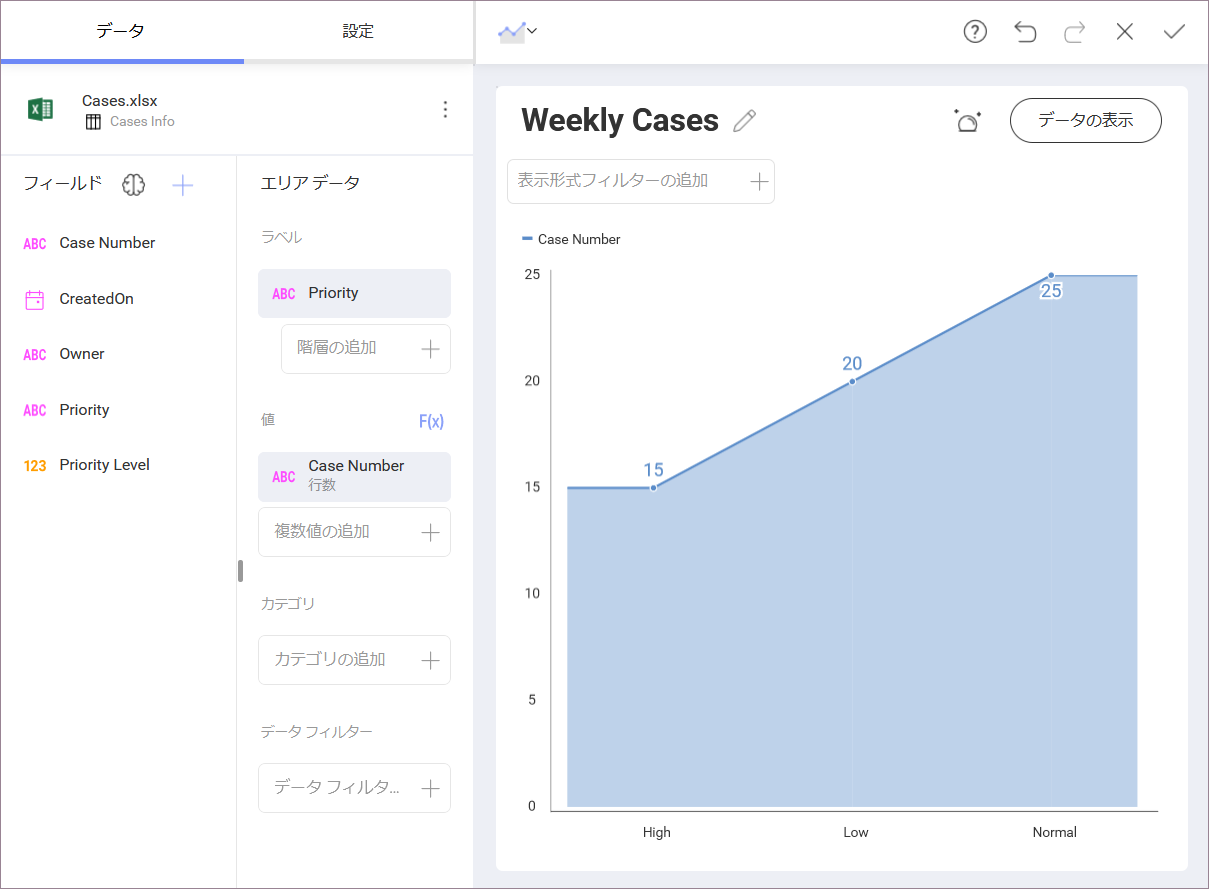 データ
設定
Cases.xlsx
Cases Info
フィールド
ABC Case Number
CreatedOn
ABC Owner
ABC Priority
123 Priority Level
エリア データ
ラベル
ABC Priority
階層の追加
値 F(x)
ABC Case Number
行数
複数値の追加
カテゴリ
カテゴリの追加
データ フィルター
データ フィルタ...
Weekly Cases
データの表示
表示形式フィルターの追加
Case Number
25
20
15
10
5
0
15
20
25
High
Low
Normal